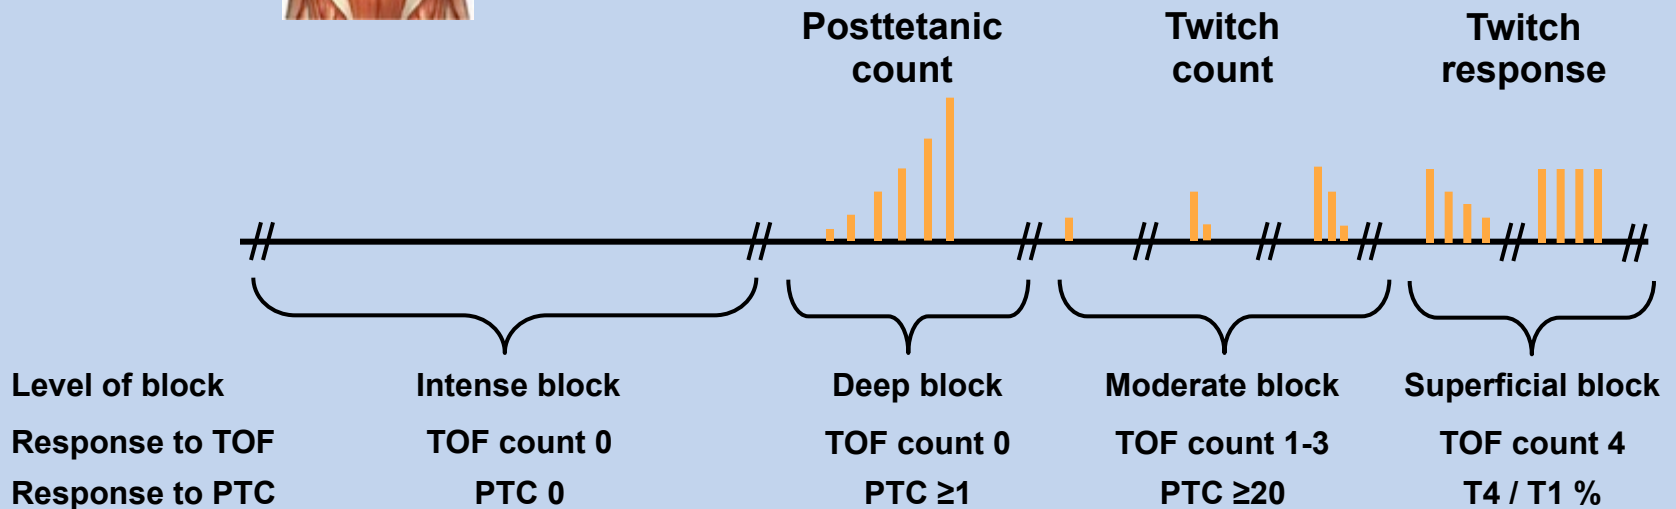 Posttetanic
count
Twitch
count
Twitch
response
Level of block Intense block Deep block Moderate block Superficial block
Response to TOF TOF count 0 TOF count 0 TOF count 1-3 TOF count 4
Response to PTC PTC 0 PTC ≥1 PTC ≥20 T4 / T1 %